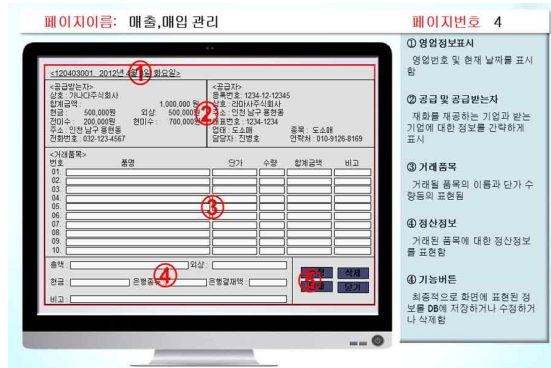 페이지이름: 매출,매입 관리
페이지번호 4
<120403001 2012년 4월 일 화요일>
①
<공급받는자>
상호 : 가나다주식회사
합계금액 : 1,000,000 원
현금 : 500,000원 외상: 500,000원
전미수 : 200,000원 현미수 : 700,000원
주소 : 인천 남구 용현동
전화번호 : 032-123-4567
<공급자>
등록번호: 1234-12-12345
상호 : 라마사주식회사
주소 : 인천 남구 용현동
대표번호 : 1234-1234
업태 : 도소매 종목 : 도소매
담당자 : 진병호 연락처 : 010-9126-8169
②
<거래품목>
번호 품명 단가 수량 합계금액 비고
01.
02.
03.
04.
05.
06.
07.
08.
09.
10.
③
총액 : 외상 :
현금 : 은행종류 은행결재액 :
비고 :
④
삭제
닫기
⑤
① 영업정보표시
영업번호 및 현재 날짜를 표시
함
② 공급 및 공급받는자
재화를 제공하는 기업과 받는
기업에 대한 정보를 간략하게
표시
③ 거래품목
거래될 품목의 이름과 단가 수
량등의 표현됨
④ 정산정보
거래된 품목에 대한 정산정보
를 표현함
④ 기능버튼
최종적으로 화면에 표현된 정
보를 DB에 저장하거나 수정하거
나 삭제함